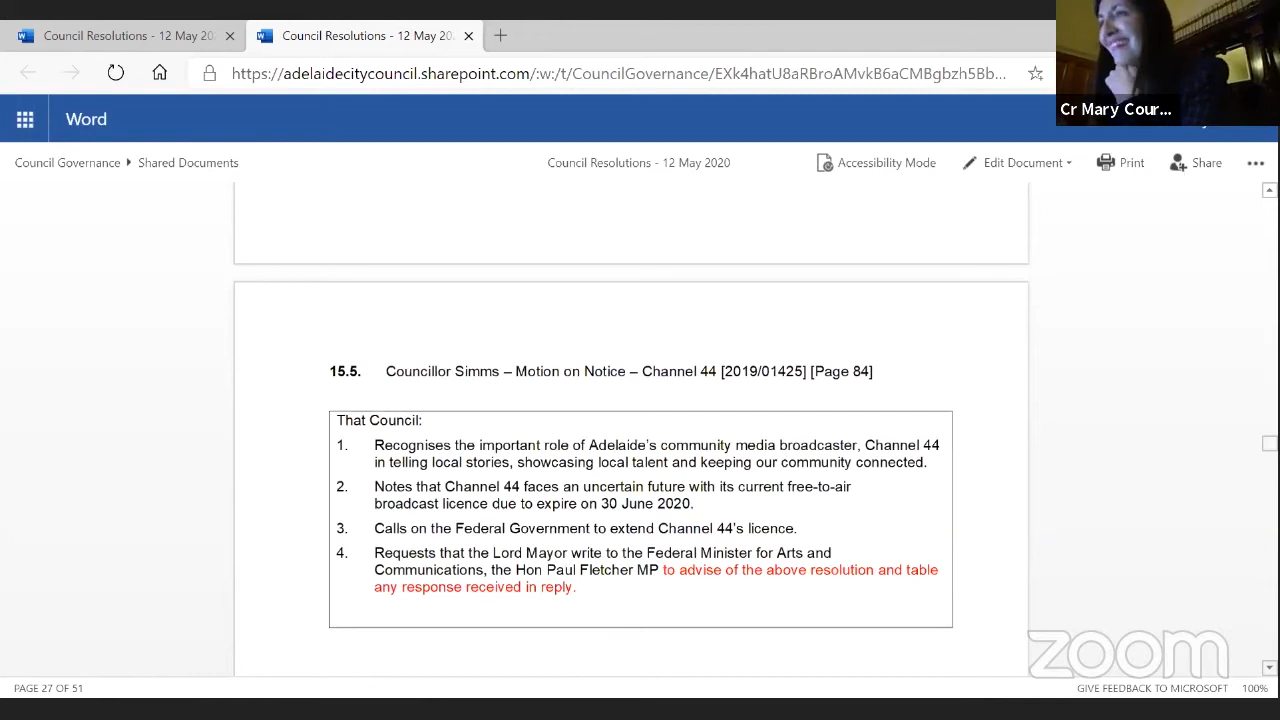 Council Resolutions - 12 May 20
Council Resolutions - 12 May 20
https://adelaidecitycouncil.sharepoint.com/:w:/t/CouncilGovernance/EXk4hatU8aRBroAMvkB6aCMBgbzh5Bb...
Cr Mary Cour...
Word
Council Governance Shared Documents
Council Resolutions - 12 May 2020
Accessibility Mode
Edit Document
Print
Share
15.5. Councillor Simms – Motion on Notice – Channel 44 [2019/01425] [Page 84]
That Council:
1. Recognises the important role of Adelaide's community media broadcaster, Channel 44
in telling local stories, showcasing local talent and keeping our community connected.
2. Notes that Channel 44 faces an uncertain future with its current free-to-air
broadcast licence due to expire on 30 June 2020.
3. Calls on the Federal Government to extend Channel 44's licence.
4. Requests that the Lord Mayor write to the Federal Minister for Arts and
Communications, the Hon Paul Fletcher MP to advise of the above resolution and table
any response received in reply.
zoom
PAGE 27 OF 51
GIVE FEEDBACK TO MICROSOFT 100%